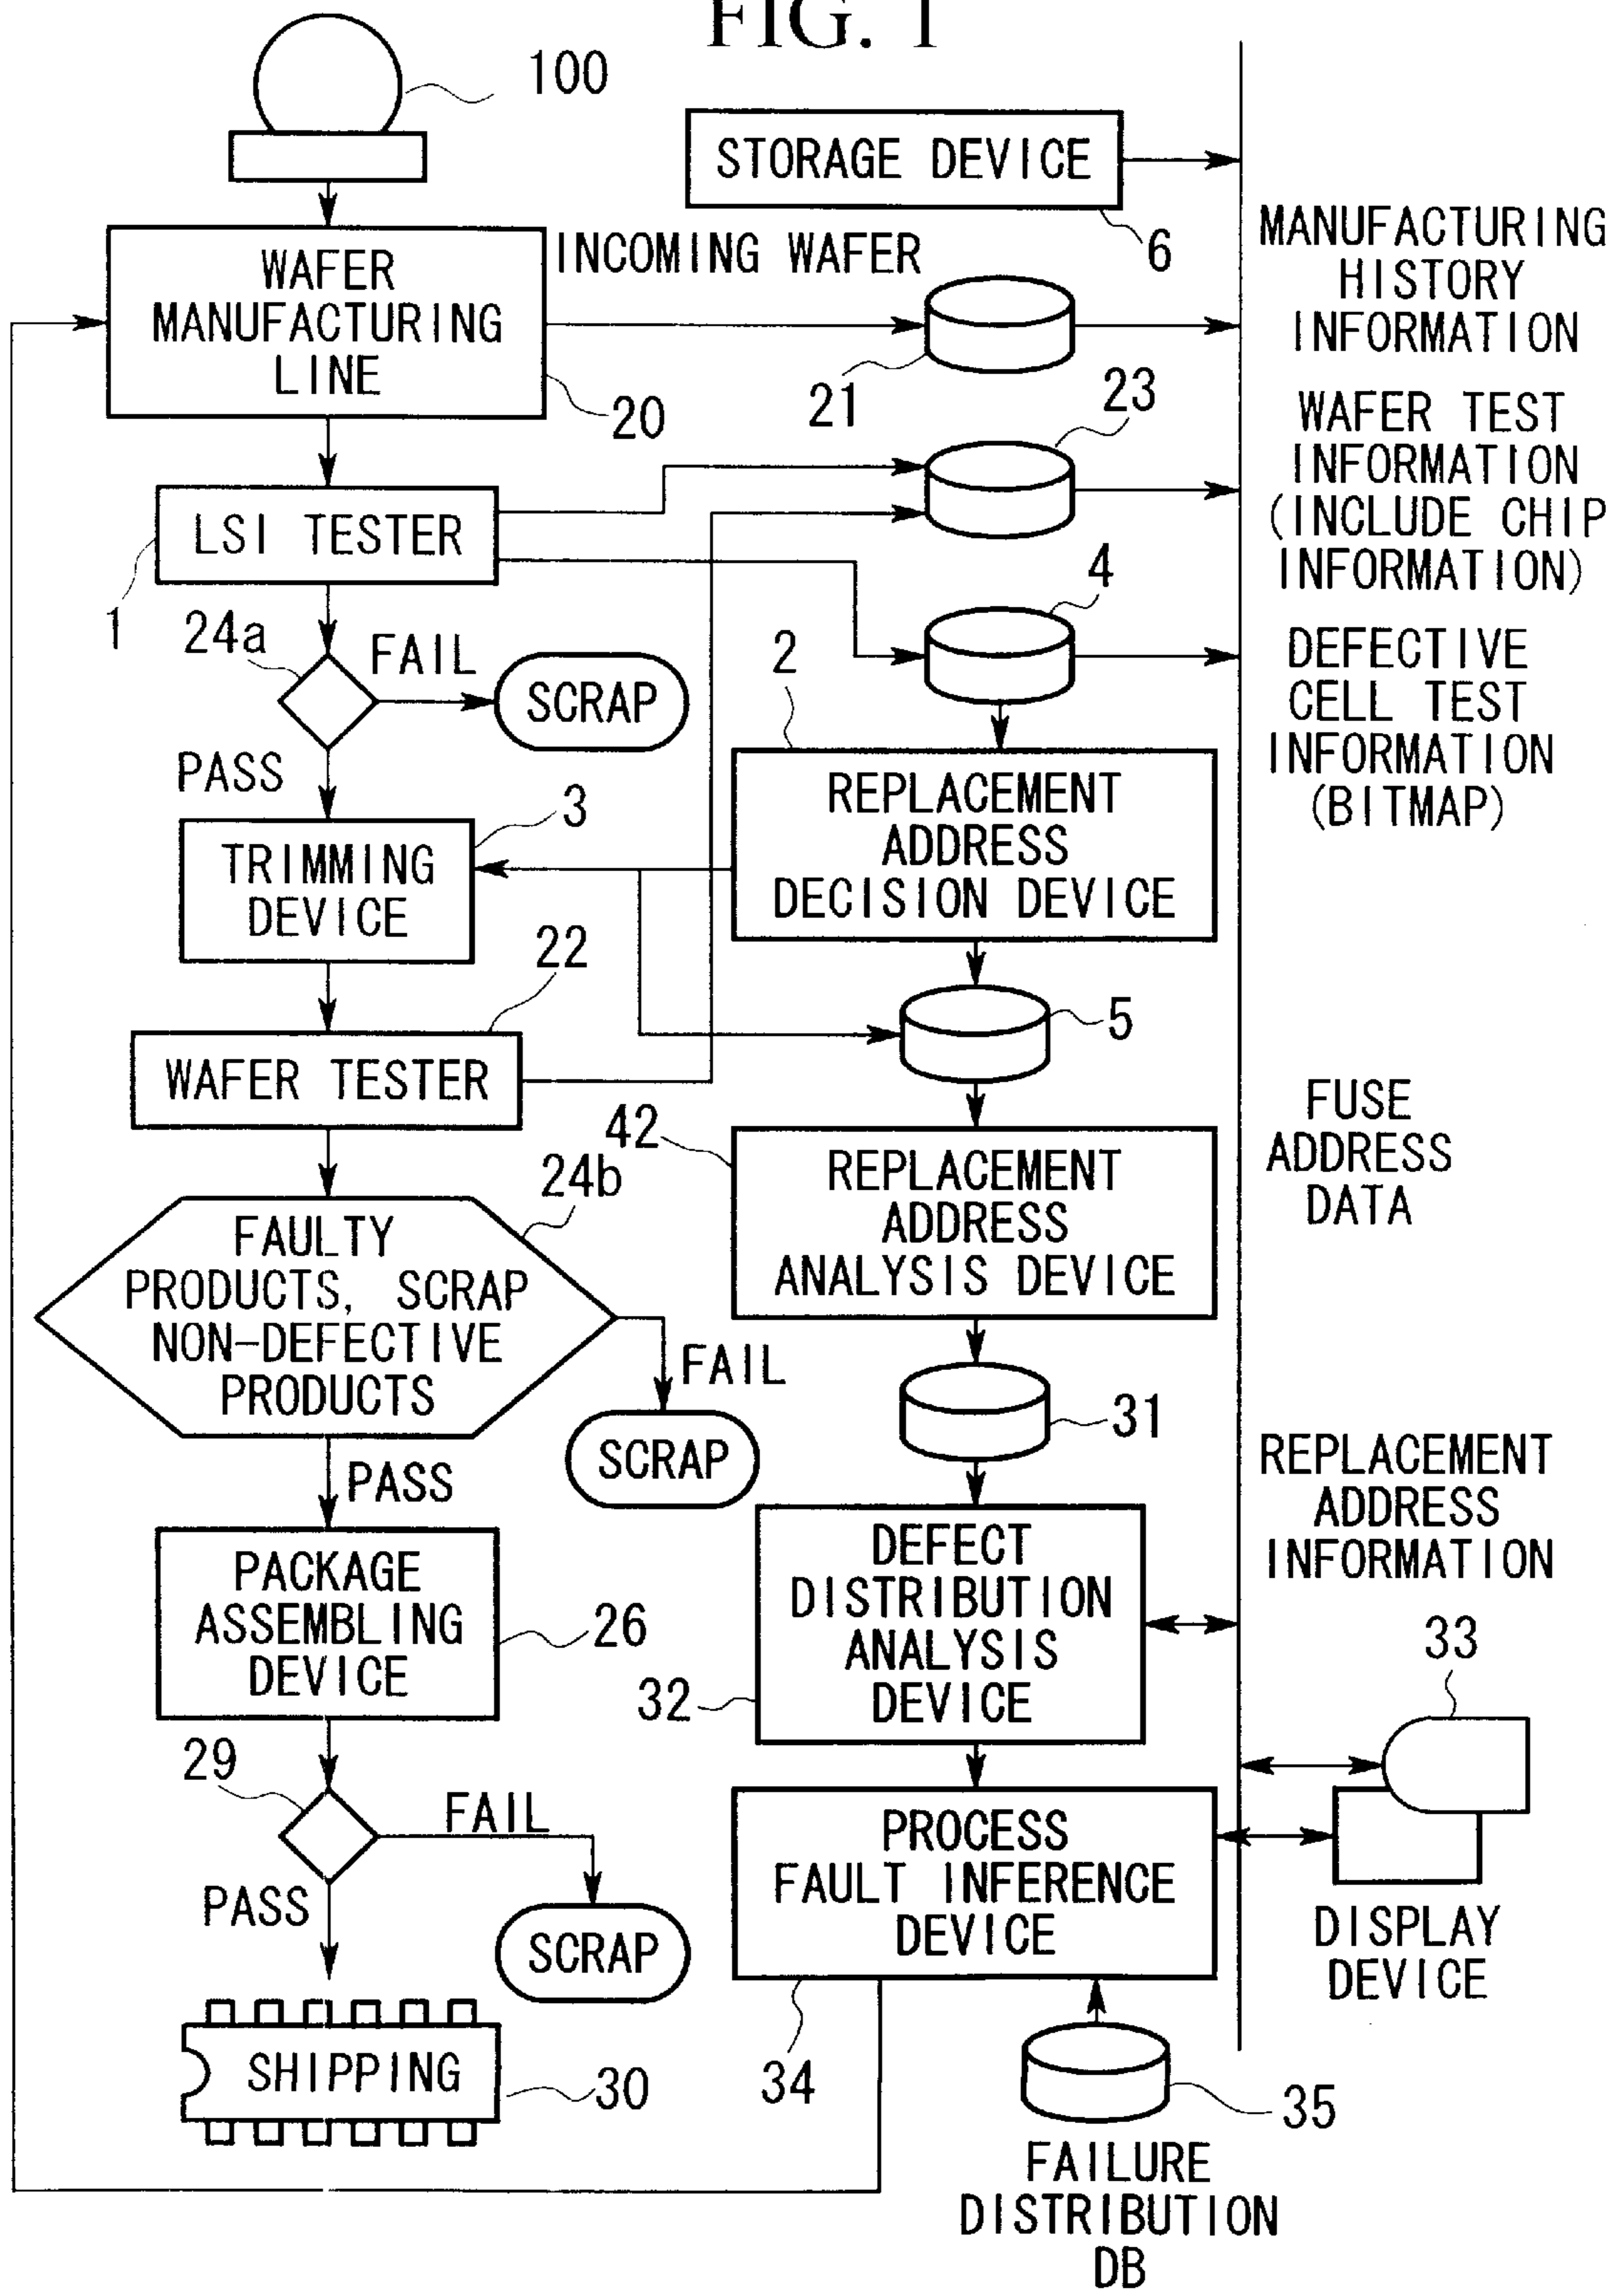 FIG. 1
100
STORAGE DEVICE
6
WAFER
MANUFACTURING
LINE
20
INCOMING WAFER
21
MANUFACTURING
HISTORY
INFORMATION
23
WAFER TEST
INFORMATION
(INCLUDE CHIP
INFORMATION)
LSI TESTER
1
4
24a
FAIL
SCRAP
PASS
2
DEFECTIVE
CELL TEST
INFORMATION
(BITMAP)
REPLACEMENT
ADDRESS
DECISION DEVICE
3
TRIMMING
DEVICE
22
5
WAFER TESTER
42
REPLACEMENT
ADDRESS
ANALYSIS DEVICE
FUSE
ADDRESS
DATA
24b
FAULTY
PRODUCTS, SCRAP
NON-DEFECTIVE
PRODUCTS
FAIL
SCRAP
31
PASS
REPLACEMENT
ADDRESS
INFORMATION
PACKAGE
ASSEMBLING
DEVICE
26
DEFECT
DISTRIBUTION
ANALYSIS
DEVICE
32
33
29
FAIL
PASS
SCRAP
PROCESS
FAULT INFERENCE
DEVICE
34
DISPLAY
DEVICE
SHIPPING
30
35
FAILURE
DISTRIBUTION
DB